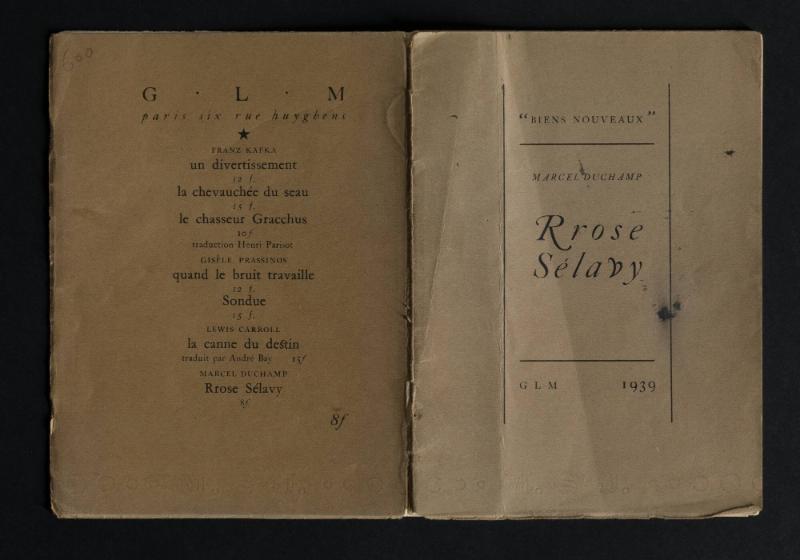 600
G · L · M
paris six rue huyghens
★
FRANZ KAFKA
un divertissement
12 f.
la chevauchée du seau
15 f.
le chasseur Gracchus
10f
traduction Henri Parisot
GISÈLE PRASSINOS
quand le bruit travaille
12 f.
Sondue
15 f.
LEWIS CARROLL
la canne du destin
traduit par André Bay 15f
MARCEL DUCHAMP
Rrose Sélavy
8f
8f
“BIENS NOUVEAUX”
MARCEL DUCHAMP
Rrose
Sélavy
G L M 1939